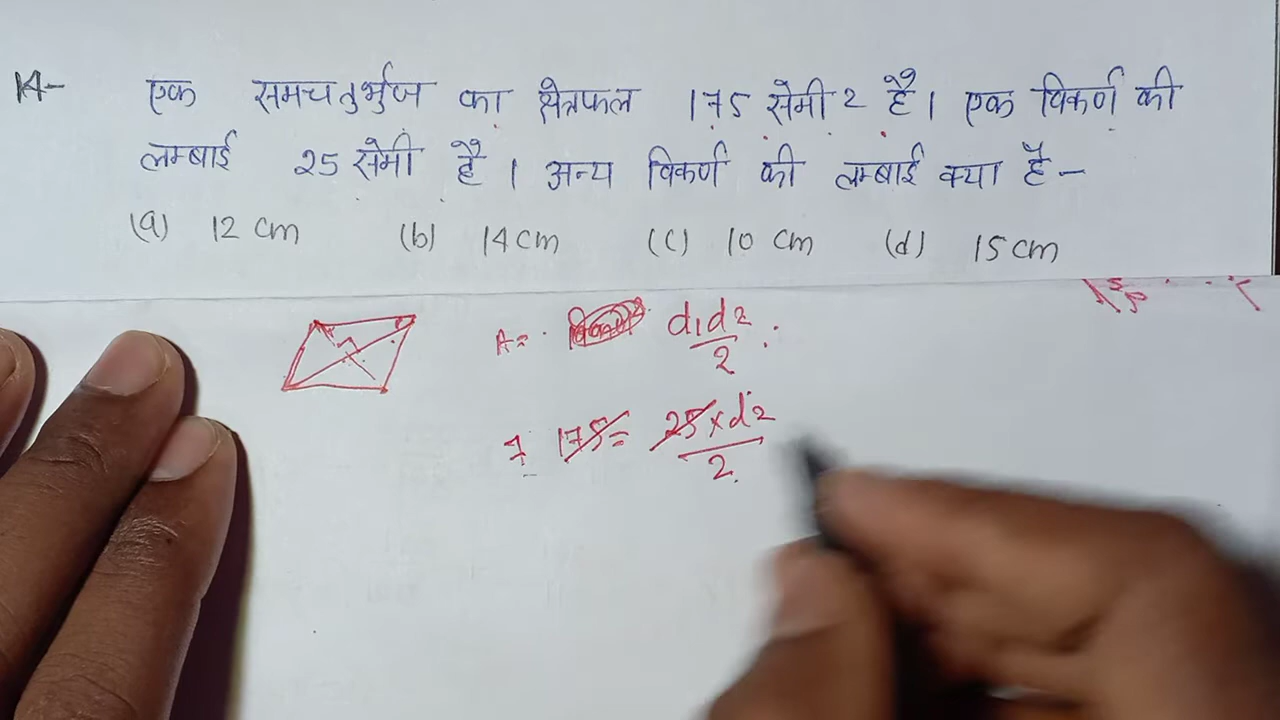 14- एक समचतुर्भुज का क्षेत्रफल 175 सेमी 2 है। एक विकर्ण की
लम्बाई 25 सेमी है। अन्य विकर्ण की लम्बाई क्या है-
(a) 12 cm (b) 14 cm (c) 10 cm (d) 15 cm
A = d1d2/2
7 175 = 25×d2/2